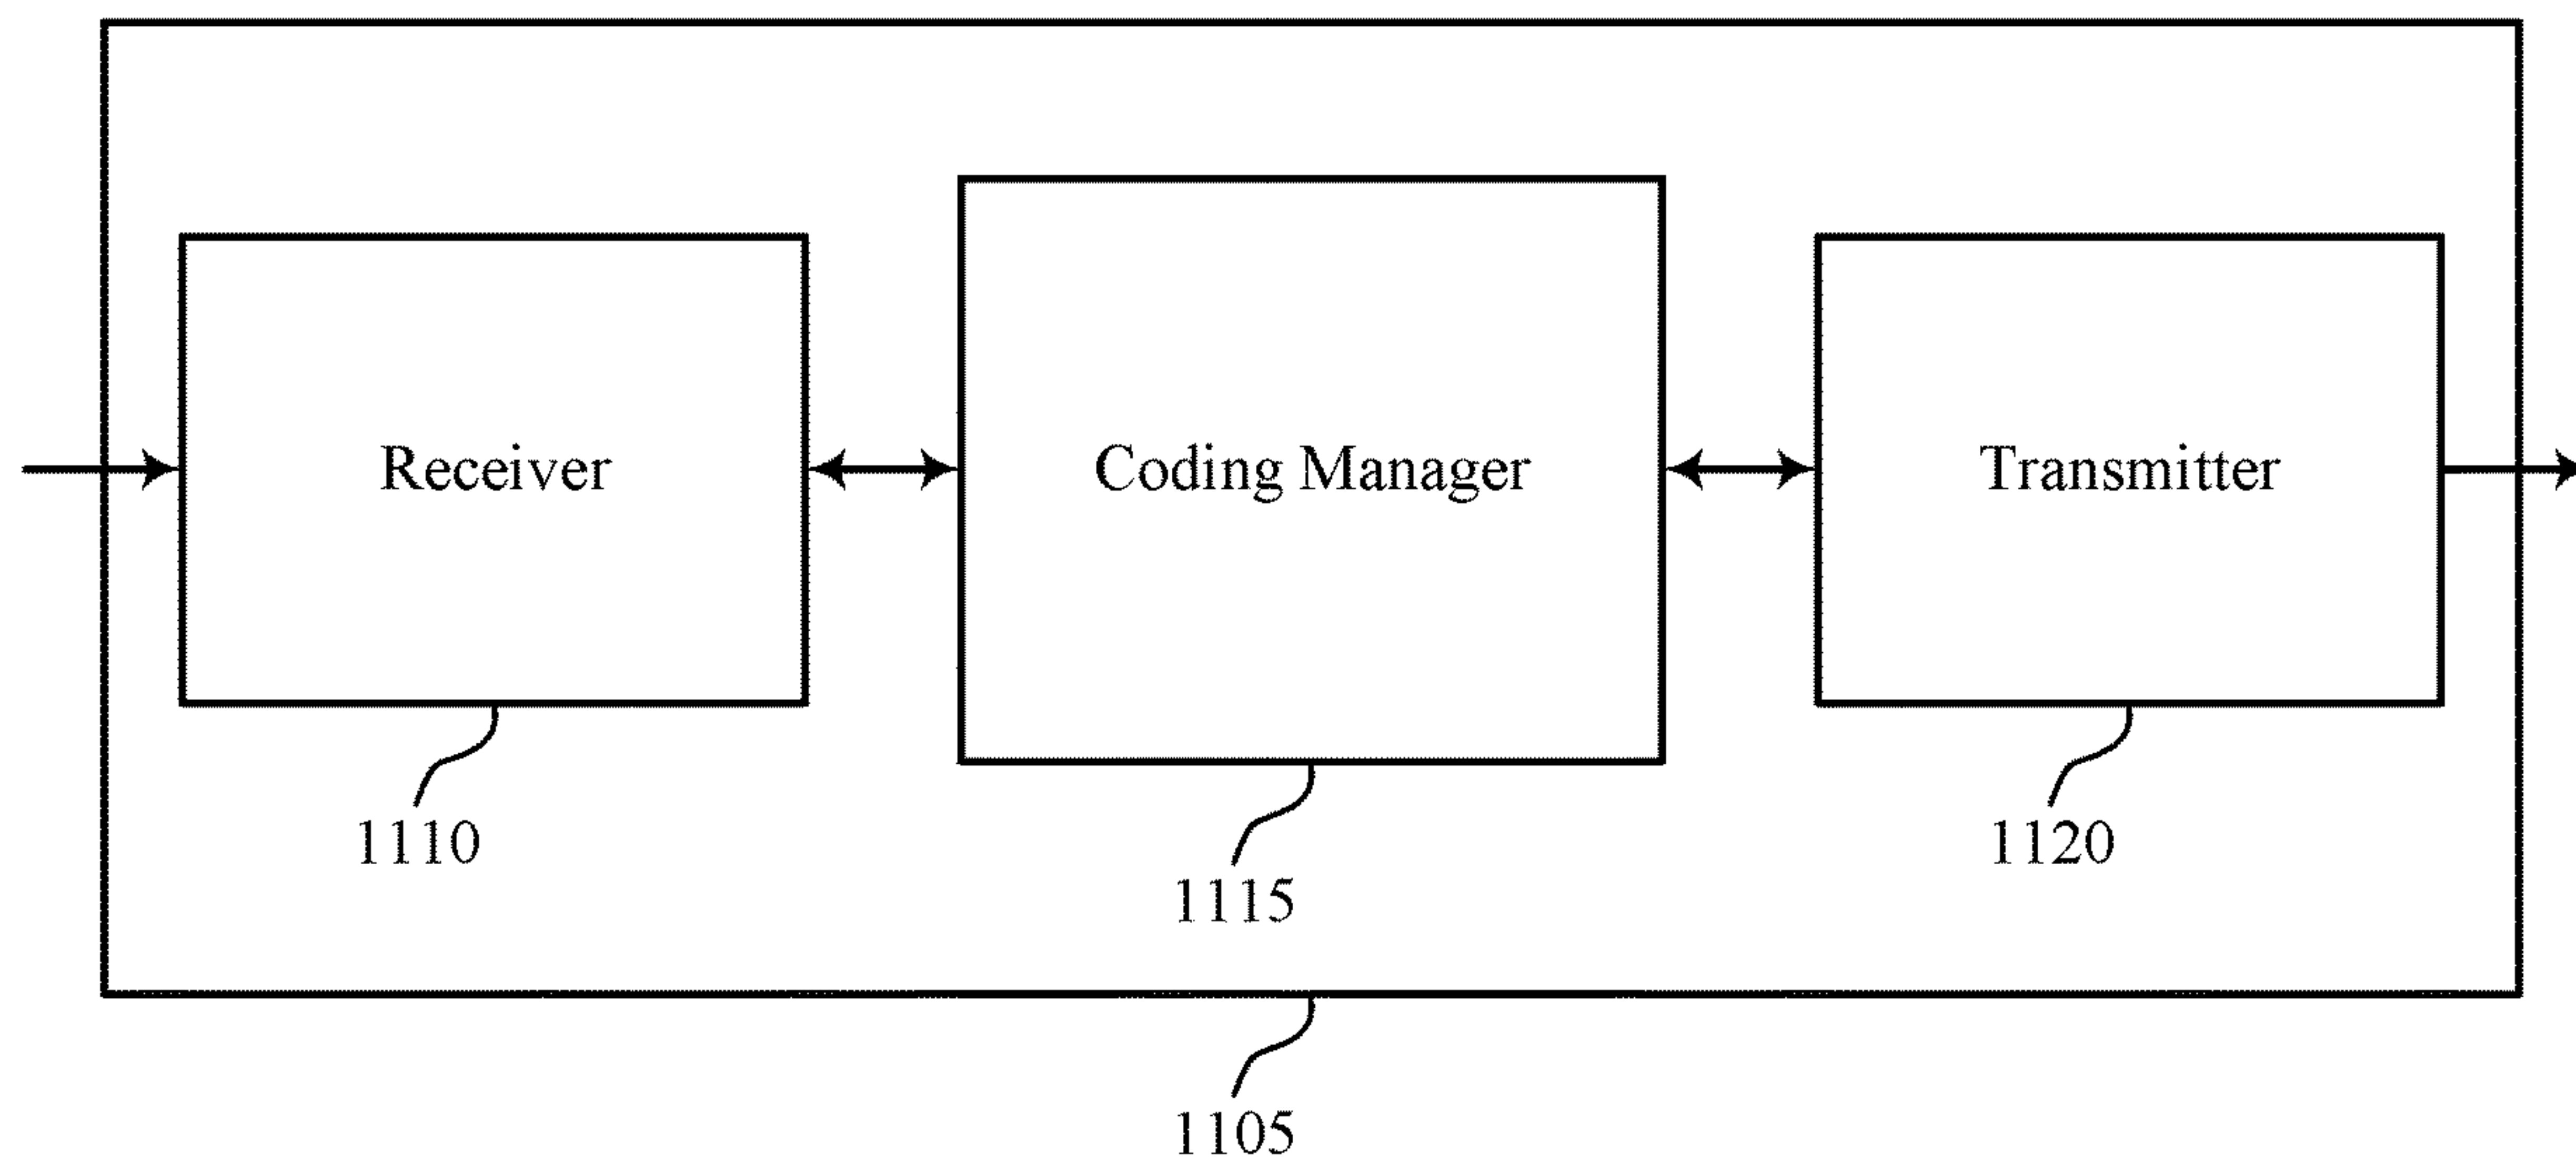 Receiver
Coding Manager
Transmitter
1110
1115
1120
1105